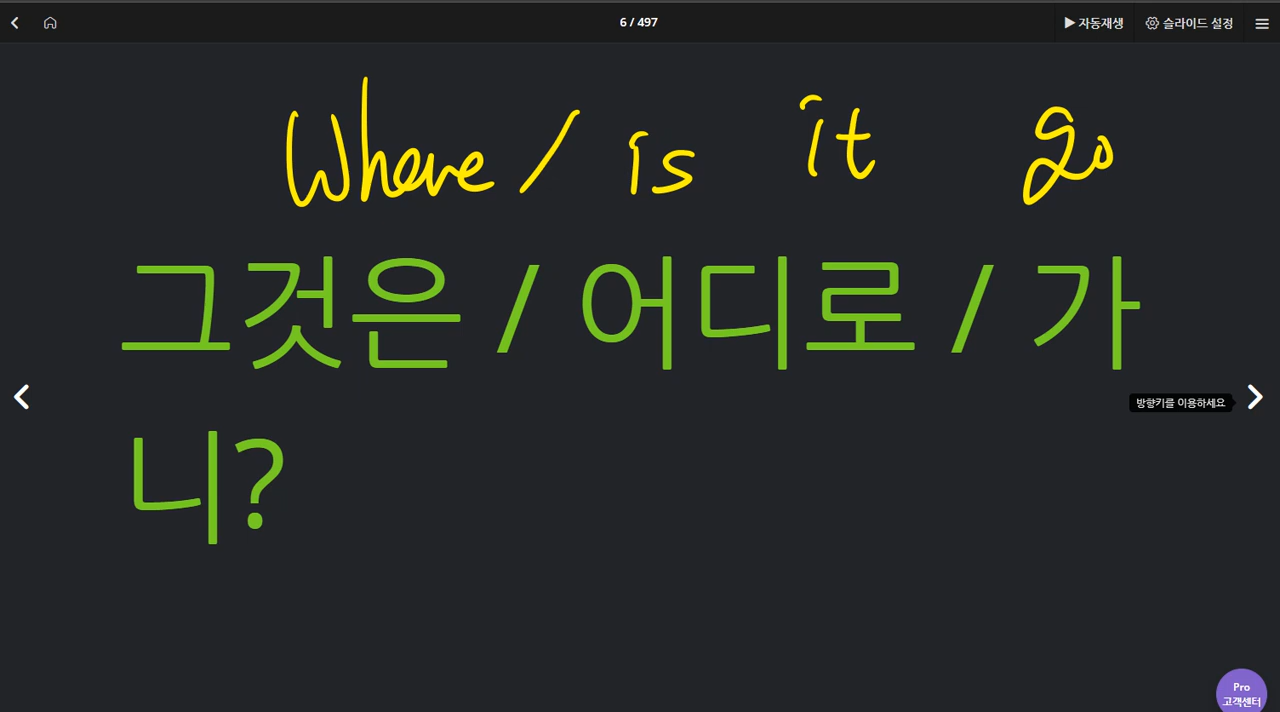 6 / 497
▶ 자동재생
슬라이드 설정
Where / is it go
그것은 / 어디로 / 가
니?
방향키를 이용하세요
Pro
고객센터